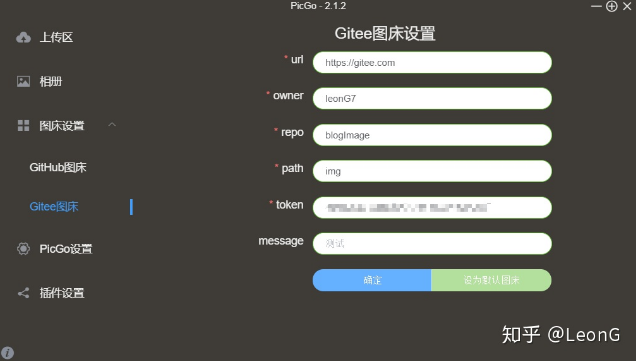 PicGo - 2.1.2
上传区
相册
图床设置
GitHub图床
Gitee图床
PicGo设置
插件设置
Gitee图床设置
* url
https://gitee.com
* owner
leonG7
* repo
blogImage
* path
img
* token
message
测试
确定
设为默认图床
知乎 @LeonG